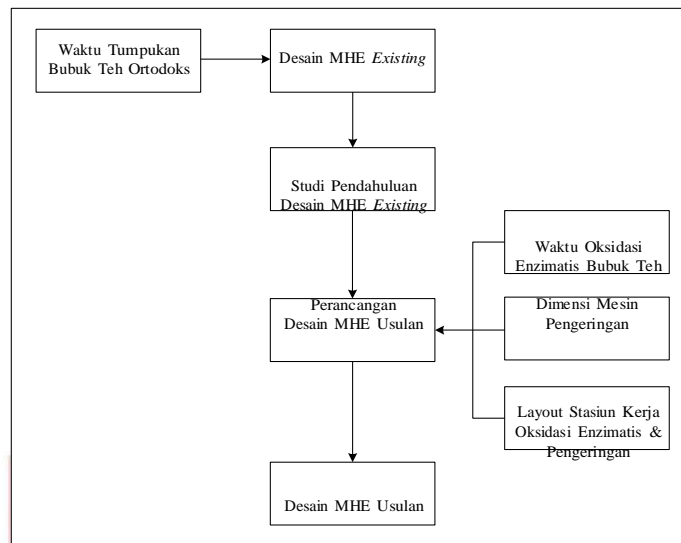 Waktu Tumpukan
Bubuk Teh Ortodoks
Desain MHE Existing
Studi Pendahuluan
Desain MHE Existing
Waktu Oksidasi
Enzimatis Bubuk Teh
Perancangan
Desain MHE Usulan
Dimensi Mesin
Pengeringan
Layout Stasiun Kerja
Oksidasi Enzimatis &
Pengeringan
Desain MHE Usulan